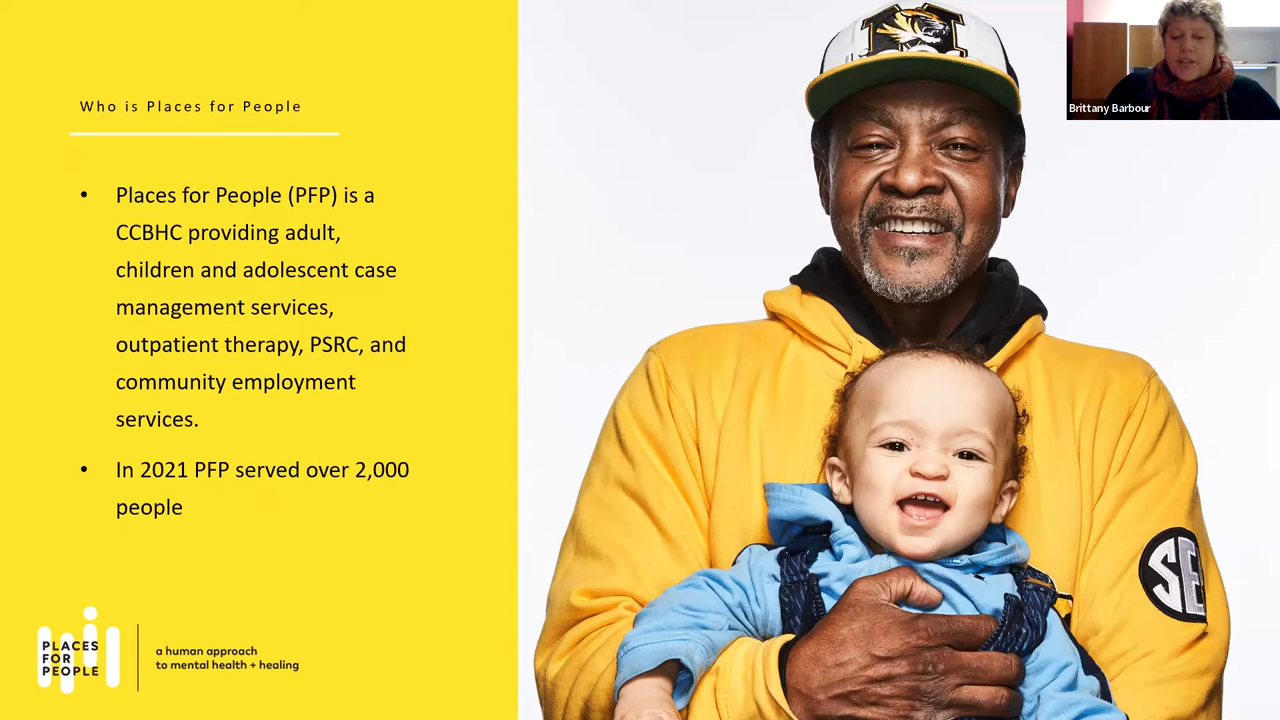 Who is Places for People
• Places for People (PFP) is a
CCBHC providing adult,
children and adolescent case
management services,
outpatient therapy, PSRC, and
community employment
services.
• In 2021 PFP served over 2,000
people
PLACES
FOR
PEOPLE
a human approach
to mental health + healing
M
SE
Brittany Barbour